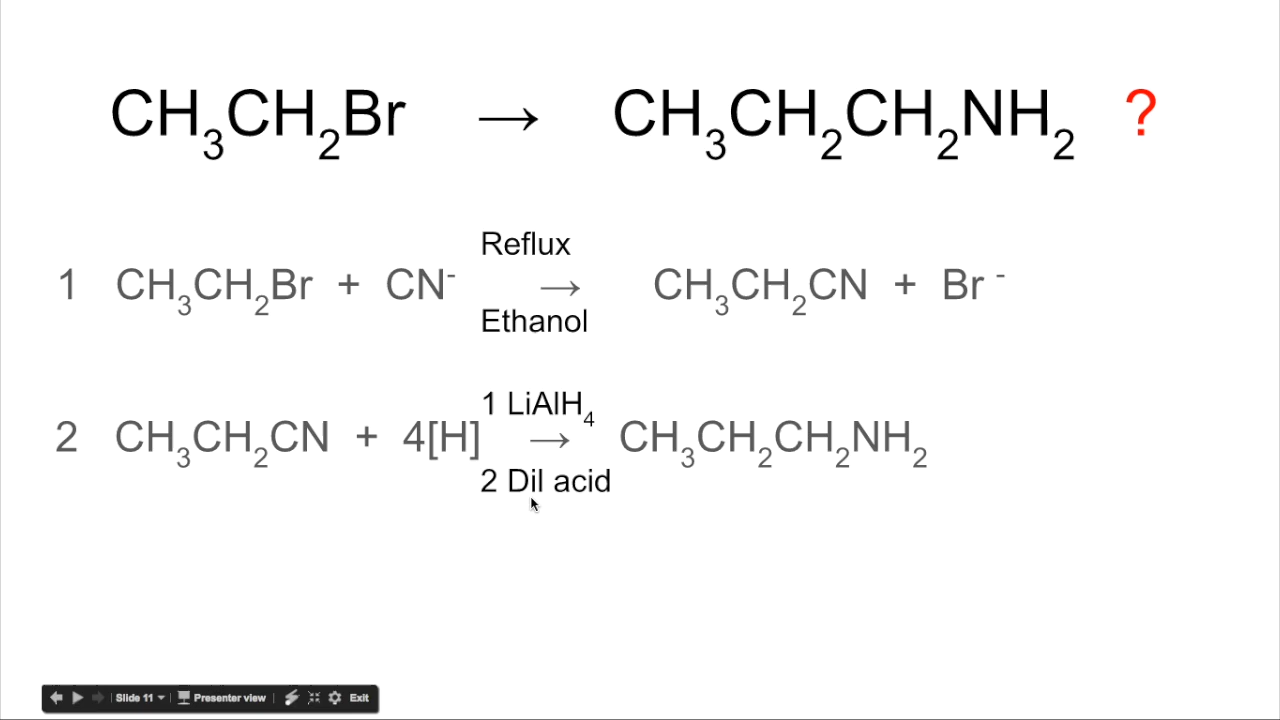 CH₃CH₂Br → CH₃CH₂CH₂NH₂ ?
Reflux
1 CH₃CH₂Br + CN⁻ → CH₃CH₂CN + Br ⁻
Ethanol
1 LiAlH₄
2 CH₃CH₂CN + 4[H] → CH₃CH₂CH₂NH₂
2 Dil acid
Slide 11 Presenter view Exit